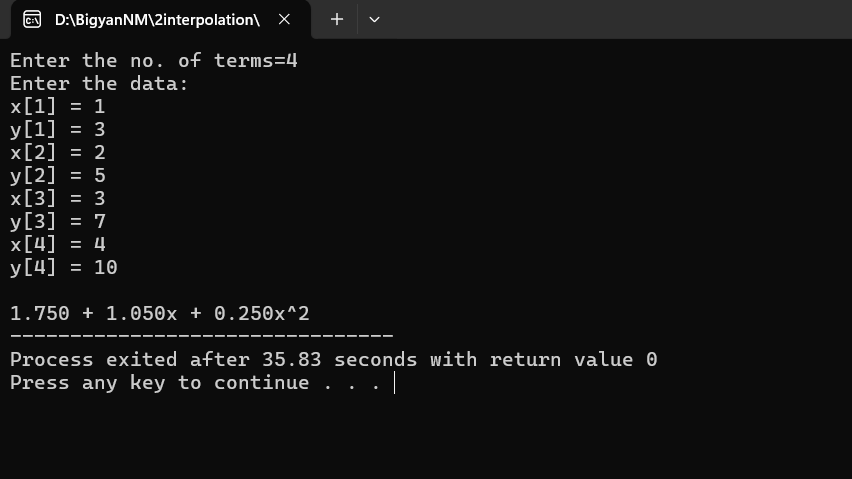 D:\BigyanNM\2interpolation\
Enter the no. of terms=4
Enter the data:
x[1] = 1
y[1] = 3
x[2] = 2
y[2] = 5
x[3] = 3
y[3] = 7
x[4] = 4
y[4] = 10
1.750 + 1.050x + 0.250x^2
--------------------------------
Process exited after 35.83 seconds with return value 0
Press any key to continue . . .